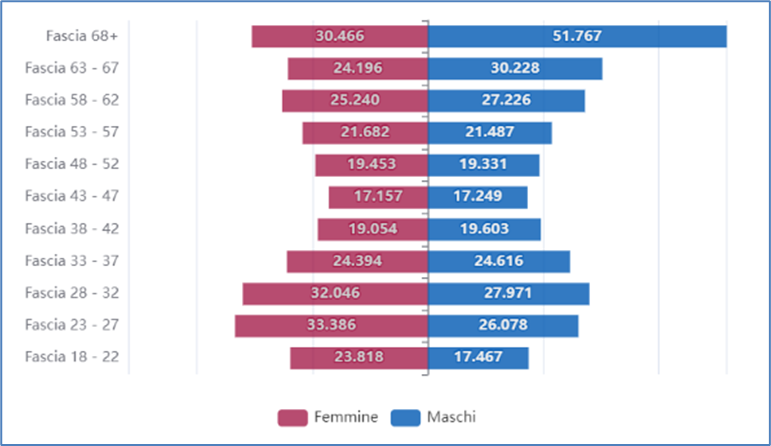 Fascia 68+ 30.466 51.767
Fascia 63 - 67 24.196 30.228
Fascia 58 - 62 25.240 27.226
Fascia 53 - 57 21.682 21.487
Fascia 48 - 52 19.453 19.331
Fascia 43 - 47 17.157 17.249
Fascia 38 - 42 19.054 19.603
Fascia 33 - 37 24.394 24.616
Fascia 28 - 32 32.046 27.971
Fascia 23 - 27 33.386 26.078
Fascia 18 - 22 23.818 17.467
Femmine Maschi